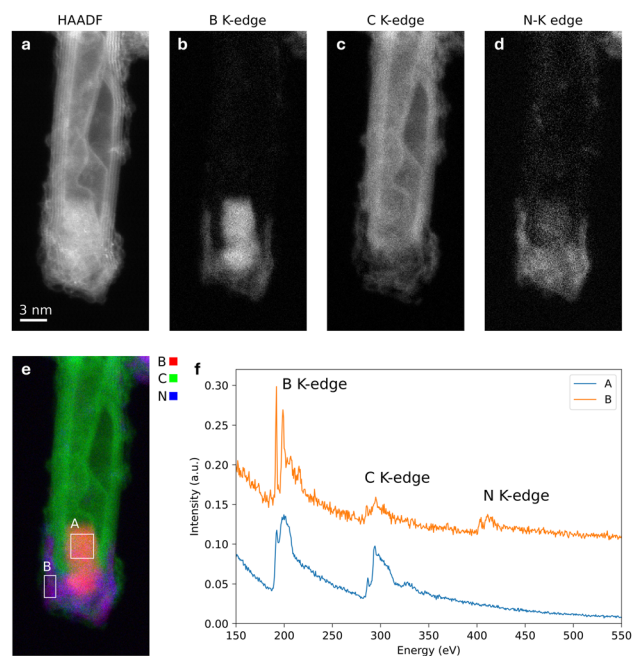 HAADF
B K-edge
C K-edge
N-K edge
a
b
c
d
3 nm
e
B
C
N
A
B
f
B K-edge
C K-edge
N K-edge
A
B
Intensity (a.u.)
0.30
0.25
0.20
0.15
0.10
0.05
0.00
150 200 250 300 350 400 450 500 550
Energy (eV)